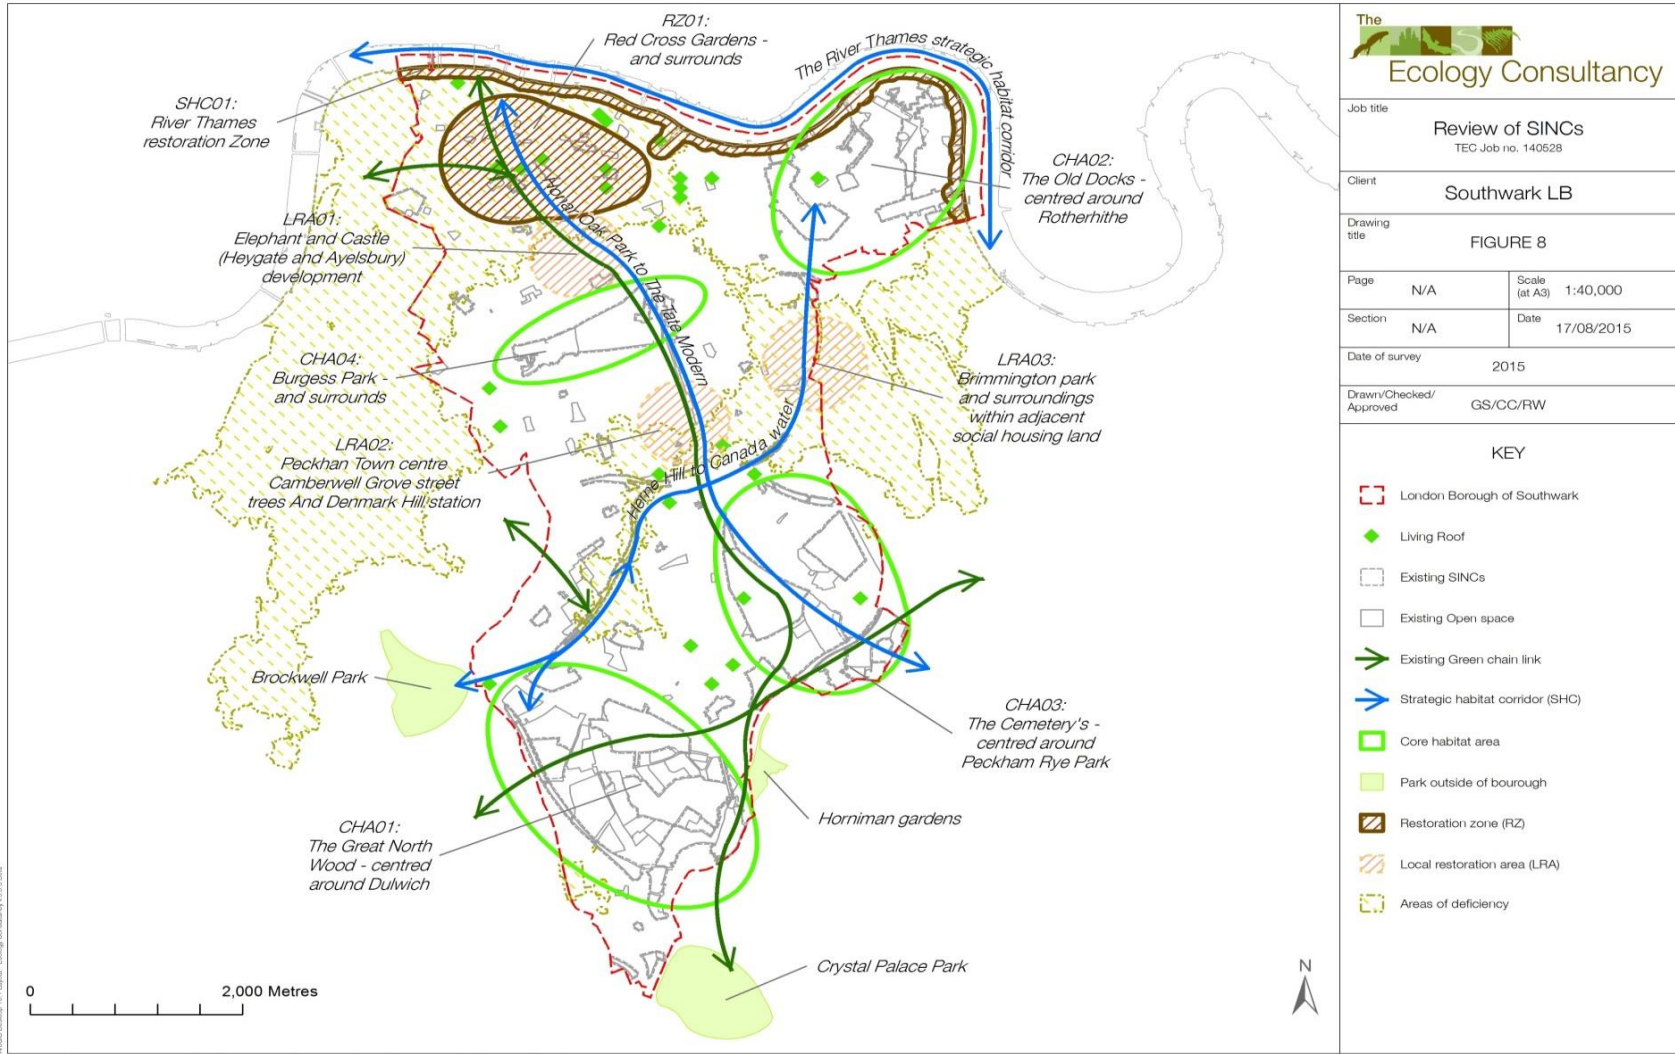 RZ01:
Red Cross Gardens -
and surrounds
The River Thames strategic habitat corridor
SHC01:
River Thames
restoration Zone
CHA02:
The Old Docks -
centred around
Rotherhithe
LRA01:
Elephant and Castle
(Heygate and Ayelsbury)
development
Honar Oak Park to The Tate Modern
CHA04:
Burgess Park -
and surrounds
LRA03:
Brimmington park
and surroundings
within adjacent
social housing land
LRA02:
Peckhan Town centre
Camberwell Grove street
trees And Denmark Hill station
Herne Hill to Canada water
Brockwell Park
CHA03:
The Cemetery's -
centred around
Peckham Rye Park
Horniman gardens
CHA01:
The Great North
Wood - centred
around Dulwich
Crystal Palace Park
0 2,000 Metres
N
The
Ecology Consultancy
Job title
Review of SINCs
TEC Job no. 140528
Client
Southwark LB
Drawing
title
FIGURE 8
Page N/A
Scale
(at A3) 1:40,000
Section N/A
Date 17/08/2015
Date of survey
2015
Drawn/Checked/
Approved GS/CC/RW
KEY
London Borough of Southwark
Living Roof
Existing SINCs
Existing Open space
Existing Green chain link
Strategic habitat corridor (SHC)
Core habitat area
Park outside of bourough
Restoration zone (RZ)
Local restoration area (LRA)
Areas of deficiency